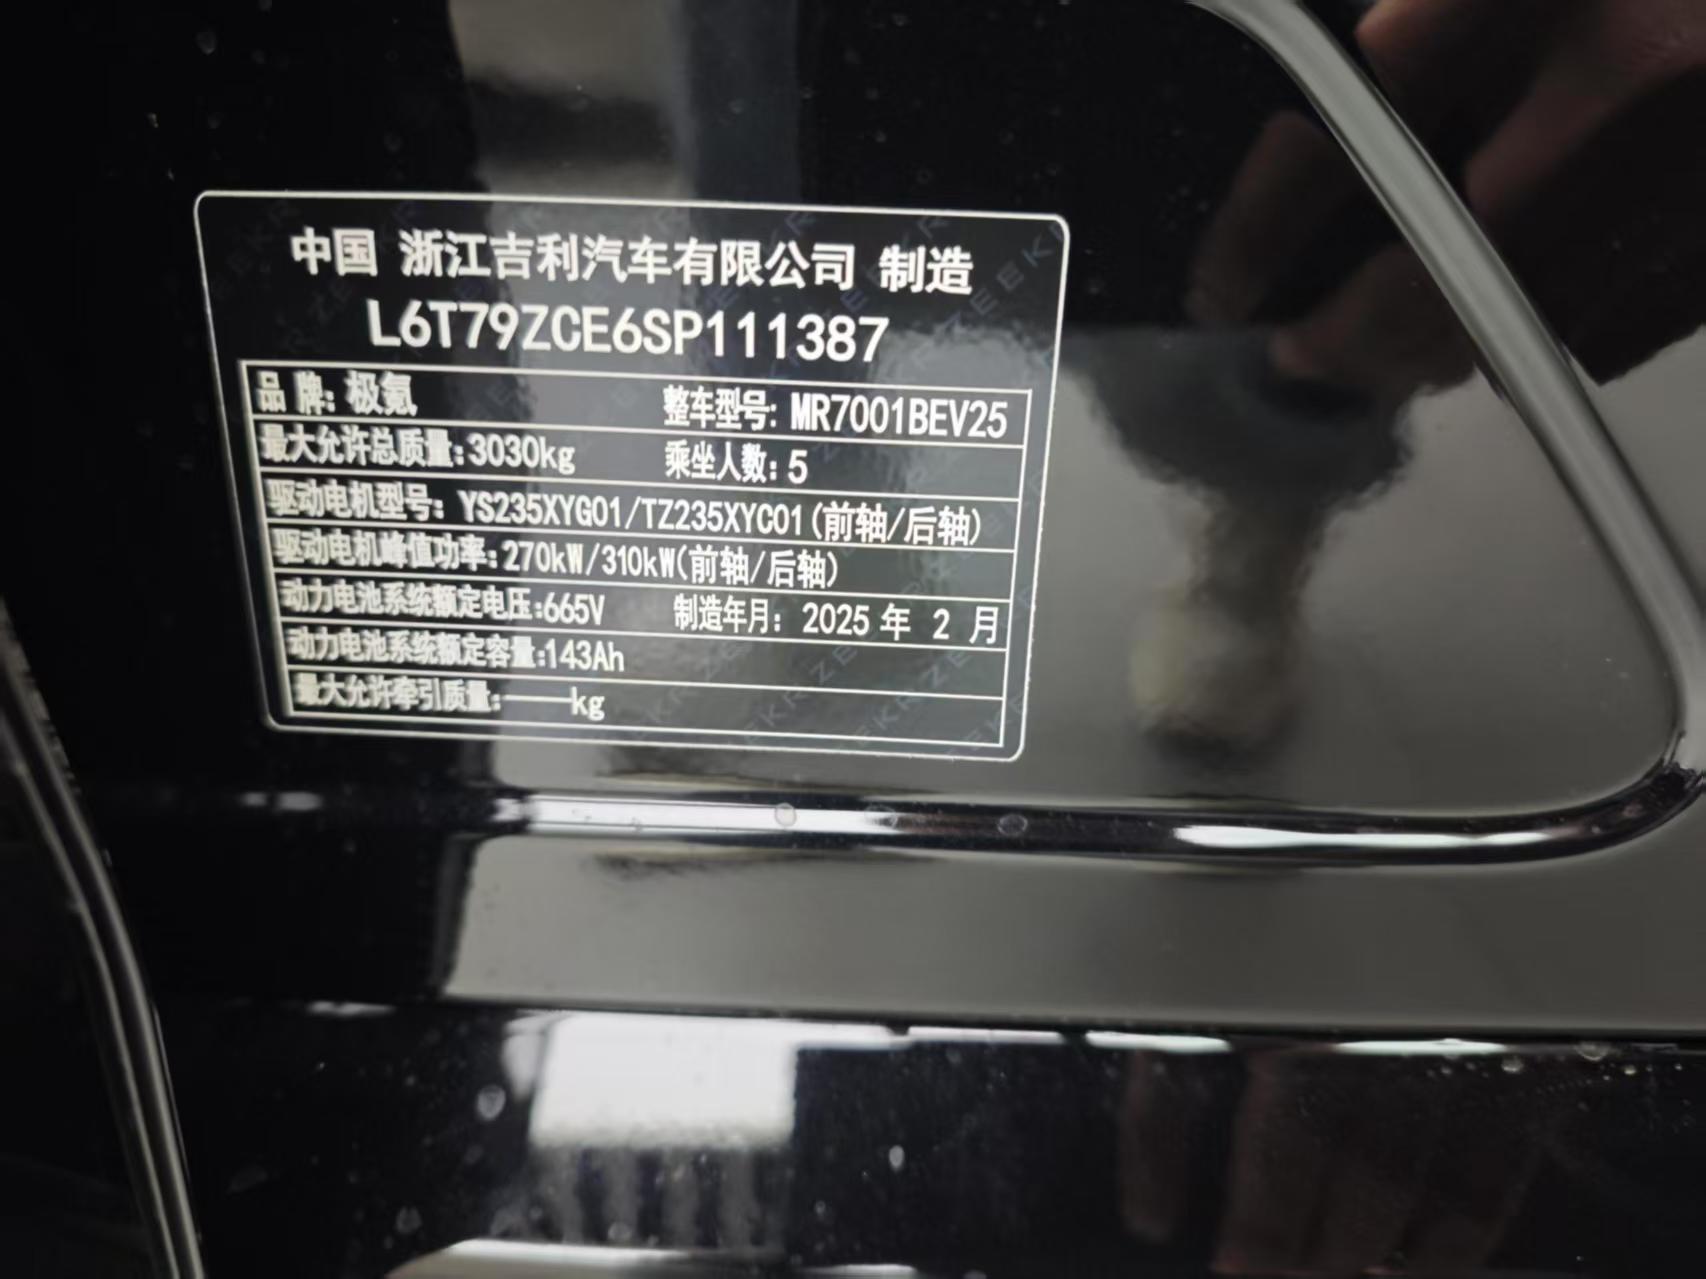 中国 浙江吉利汽车有限公司 制造
L6T79ZCE6SP111387
品牌:极氪 整车型号:MR7001BEV25
最大允许总质量:3030kg 乘坐人数:5
驱动电机型号:YS235XYG01/TZ235XYC01(前轴/后轴)
驱动电机峰值功率:270kW/310kW(前轴/后轴)
动力电池系统额定电压:665V 制造年月:2025年2月
动力电池系统额定容量:143Ah
最大允许牵引质量:——kg
ZEEKR